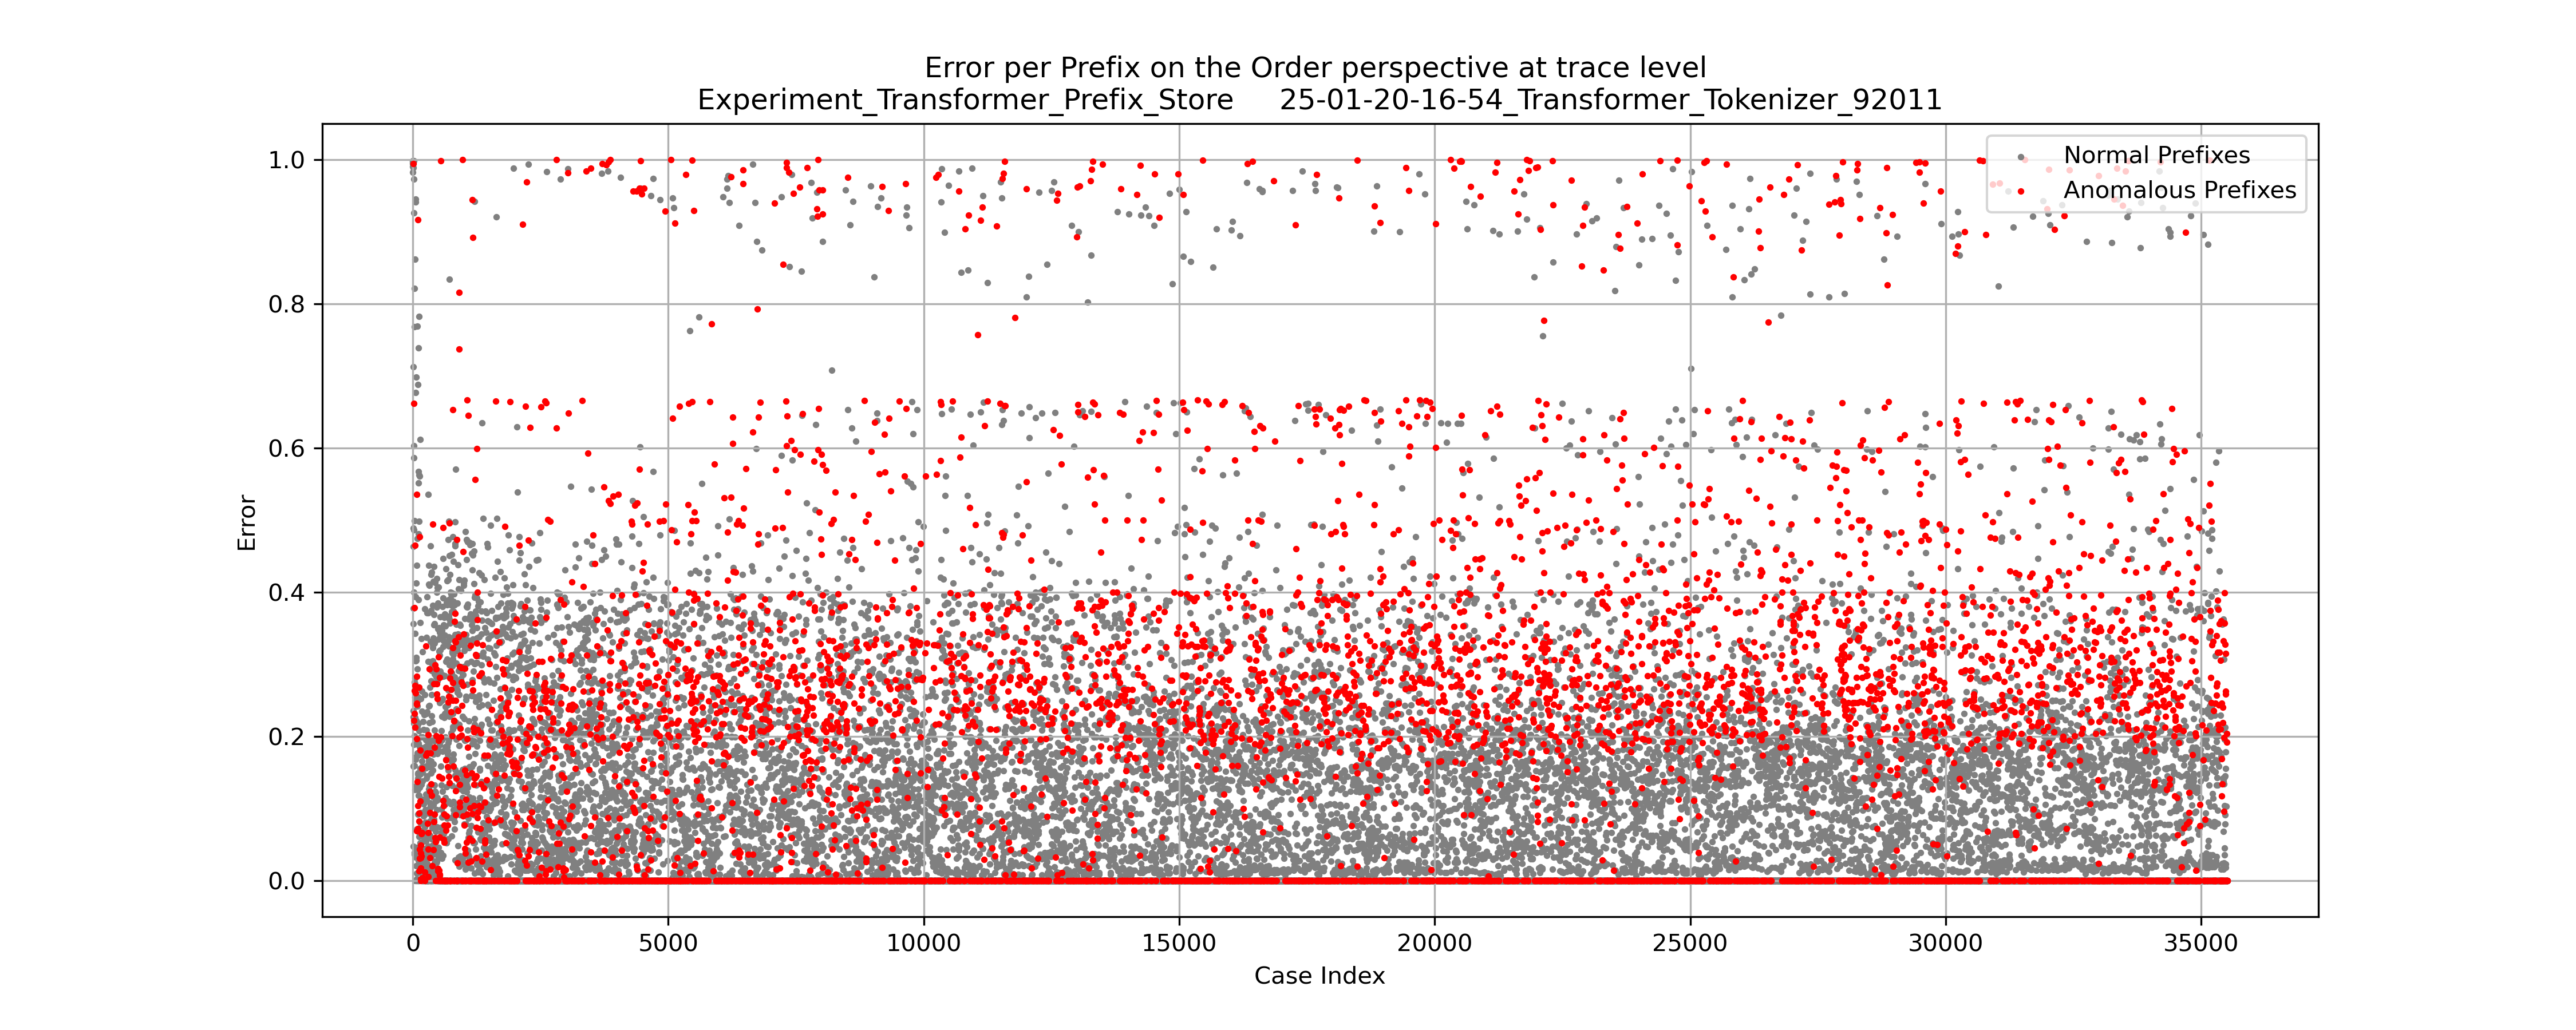 Error per Prefix on the Order perspective at trace level
Experiment_Transformer_Prefix_Store 25-01-20-16-54_Transformer_Tokenizer_92011
Normal Prefixes
Anomalous Prefixes
1.0
0.8
0.6
0.4
0.2
0.0
Error
0 5000 10000 15000 20000 25000 30000 35000
Case Index